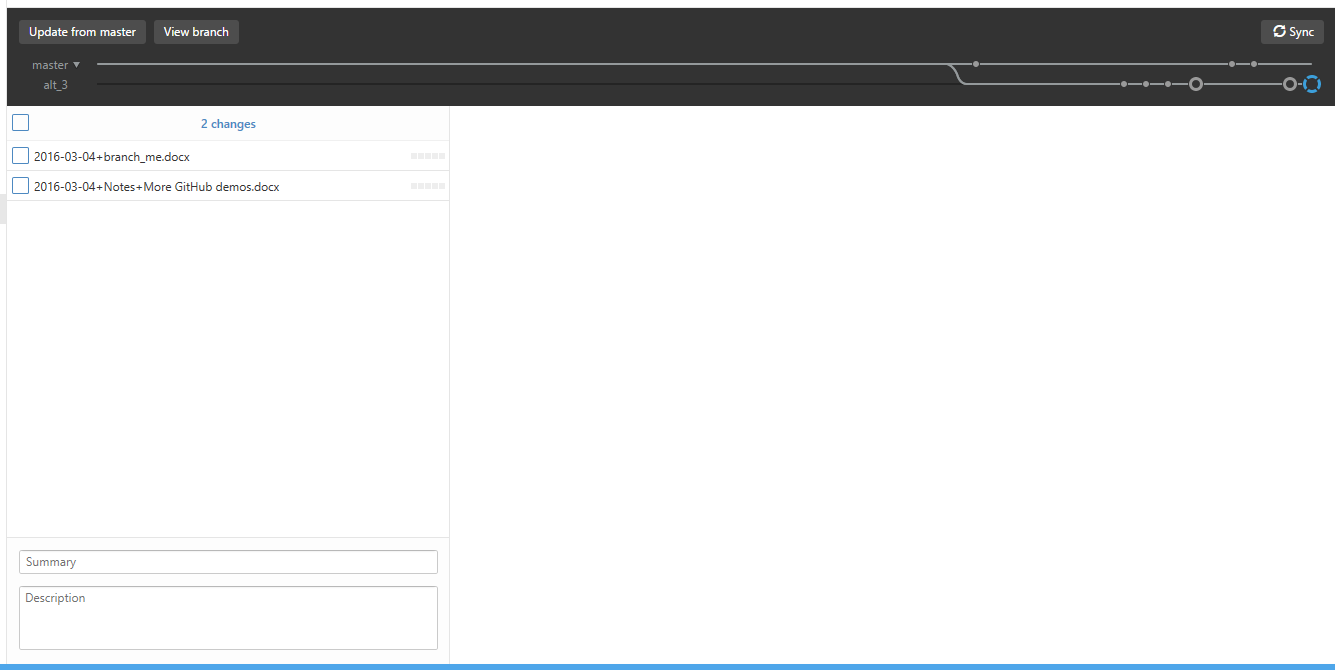 Update from master View branch Sync
master
alt_3
2 changes
2016-03-04+branch_me.docx
2016-03-04+Notes+More GitHub demos.docx
Summary
Description